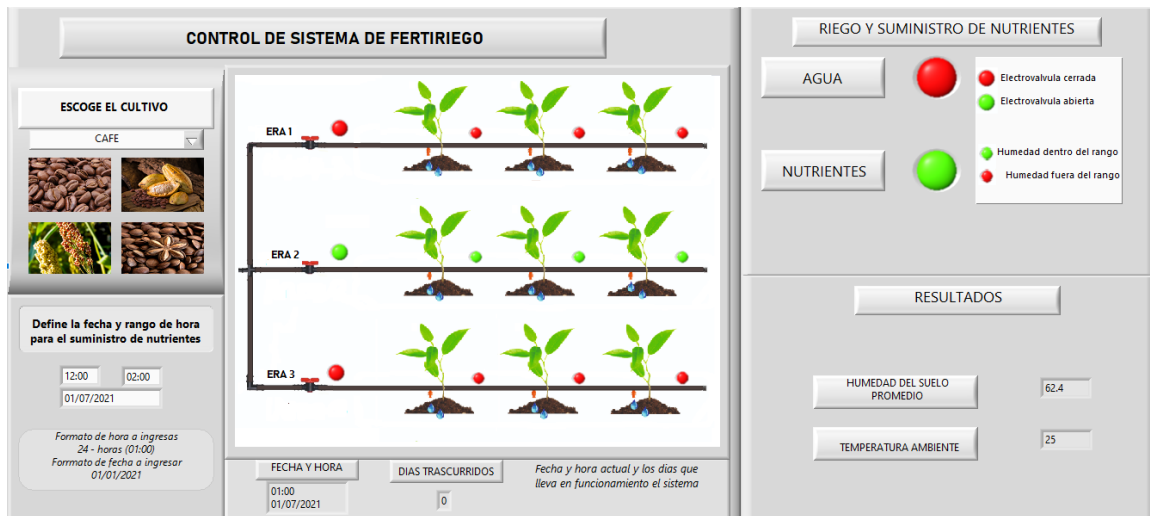 CONTROL DE SISTEMA DE FERTIRIEGO
ESCOGE EL CULTIVO
CAFE
Define la fecha y rango de hora
para el suministro de nutrientes
12:00 02:00
01/07/2021
Formato de hora a ingresas
24 - horas (01:00)
Forrmato de fecha a ingresar
01/01/2021
ERA 1
ERA 2
ERA 3
FECHA Y HORA
01:00
01/07/2021
DIAS TRASCURRIDOS
0
Fecha y hora actual y los dias que
lleva en funcionamiento el sistema
RIEGO Y SUMINISTRO DE NUTRIENTES
AGUA
NUTRIENTES
Electrovalvula cerrada
Electrovalvula abierta
Humedad dentro del rango
Humedad fuera del rango
RESULTADOS
HUMEDAD DEL SUELO
PROMEDIO
62.4
TEMPERATURA AMBIENTE
25